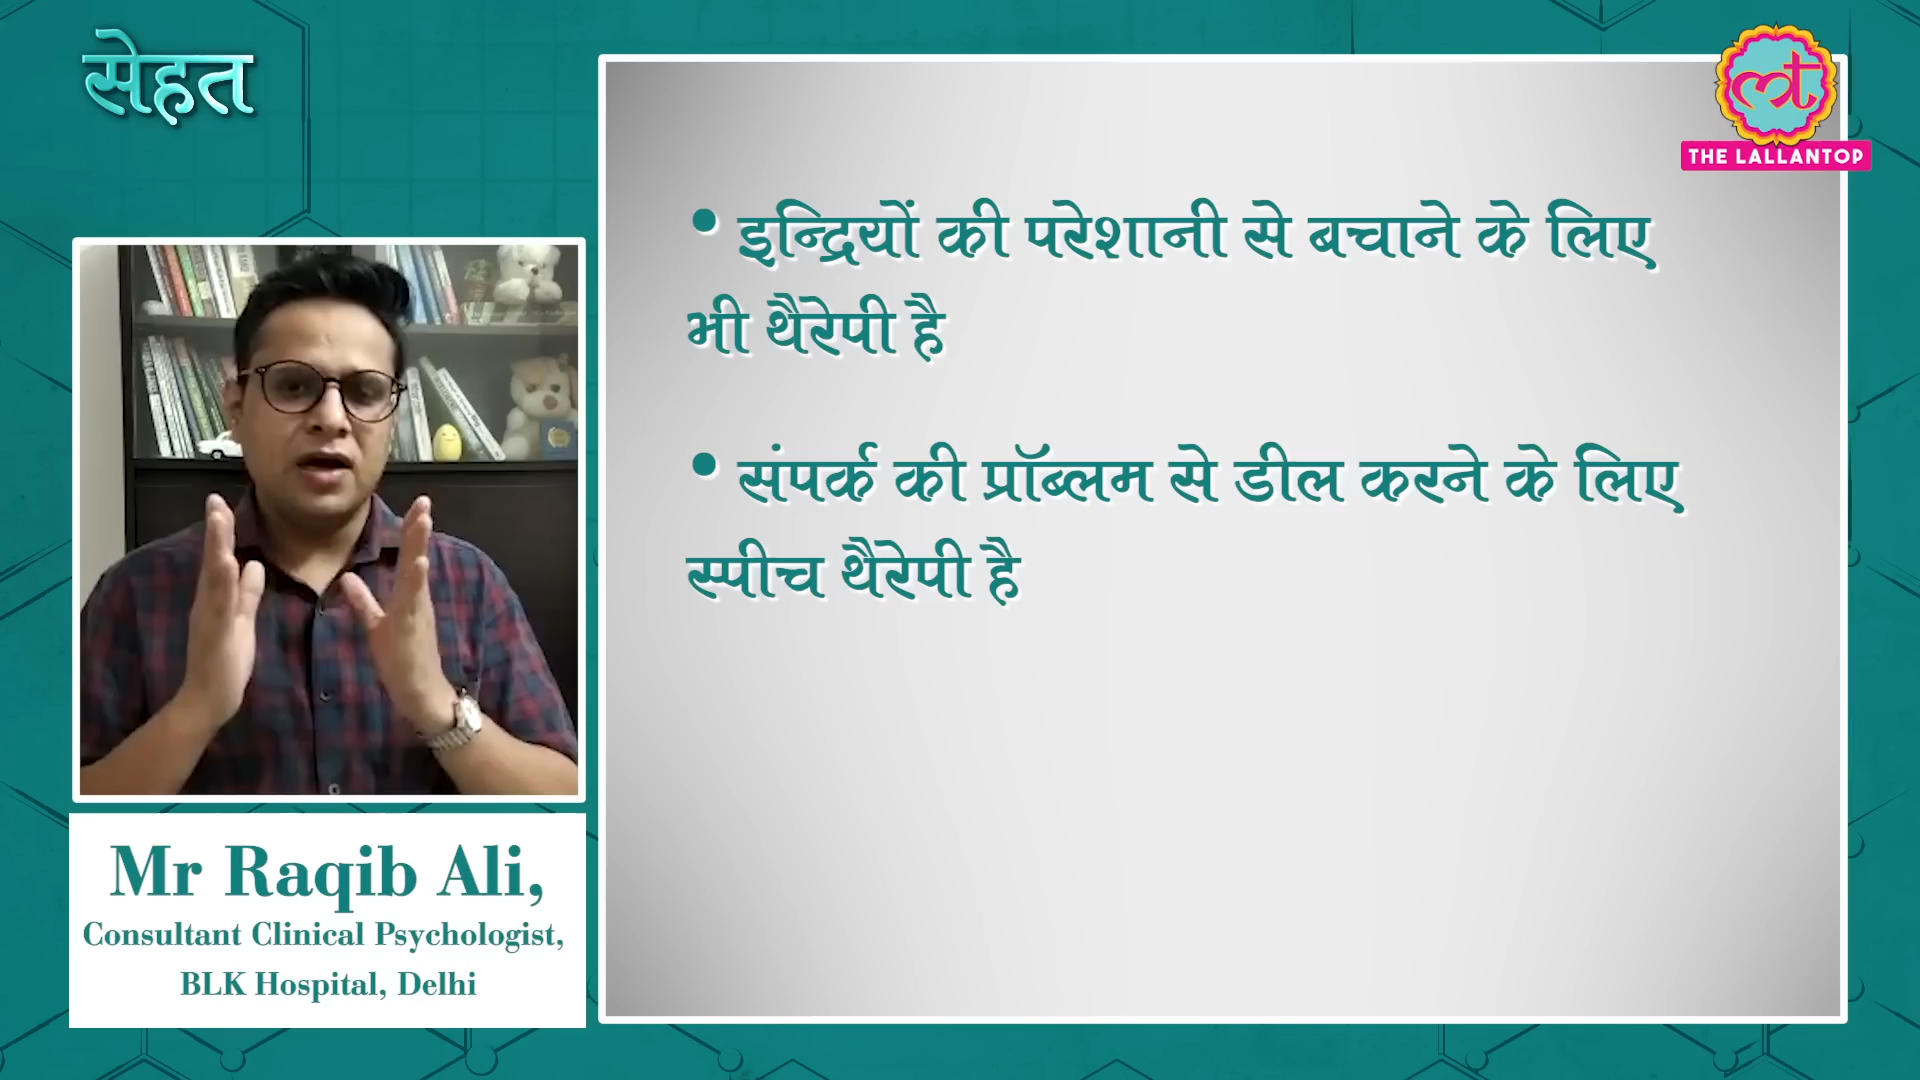 सेहत
THE LALLANTOP
• इन्द्रियों की परेशानी से बचाने के लिए
भी थैरेपी है
• संपर्क की प्रॉब्लम से डील करने के लिए
स्पीच थैरेपी है
Mr Raqib Ali,
Consultant Clinical Psychologist,
BLK Hospital, Delhi